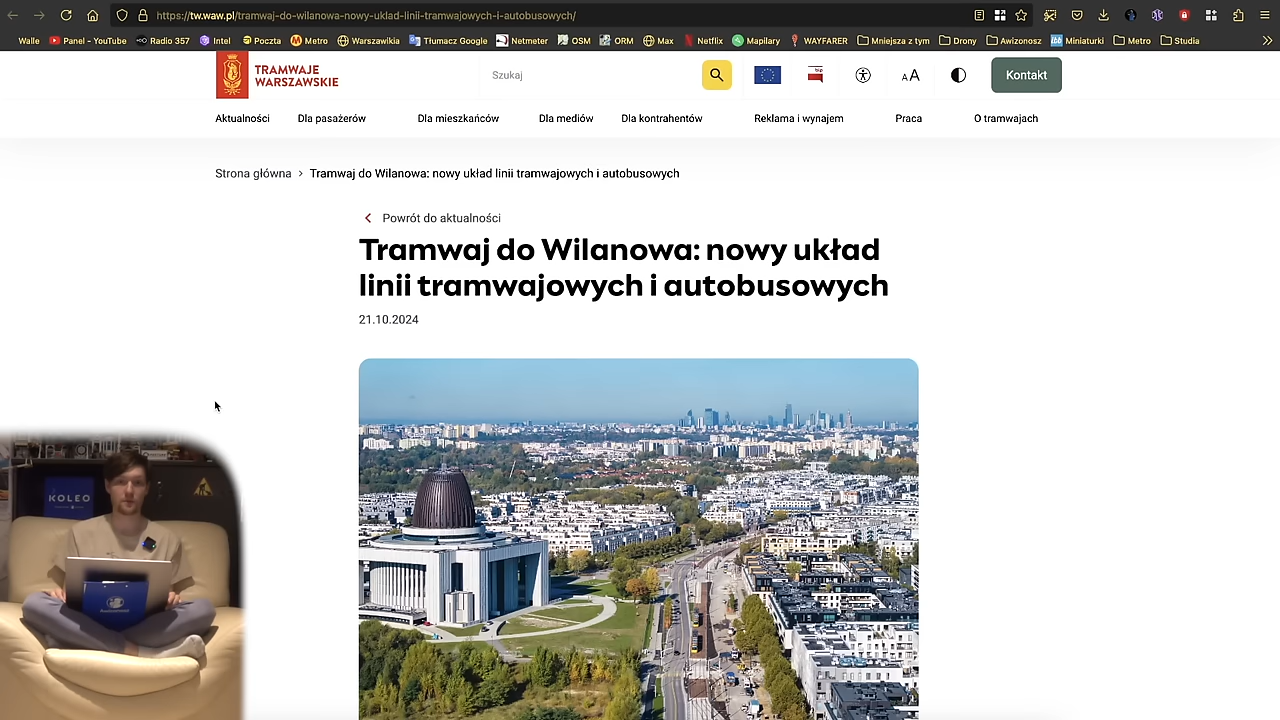 https://tw.waw.pl/tramwaj-do-wilanowa-nowy-uklad-linii-tramwajowych-i-autobusowych/
Walle Panel - YouTube Radio 357 Intel Poczta Metro Warszawikia Tłumacz Google Netmeter OSM ORM Max Netflix Mapilary WAYFARER Mniejsza z tym Drony Awizonosz Miniaturki Metro Studia
TRAMWAJE
WARSZAWSKIE
Szukaj
bip
A A
Kontakt
Aktualności Dla pasażerów Dla mieszkańców Dla mediów Dla kontrahentów Reklama i wynajem Praca O tramwajach
Strona główna > Tramwaj do Wilanowa: nowy układ linii tramwajowych i autobusowych
Powrót do aktualności
Tramwaj do Wilanowa: nowy układ
linii tramwajowych i autobusowych
21.10.2024
KOLEO